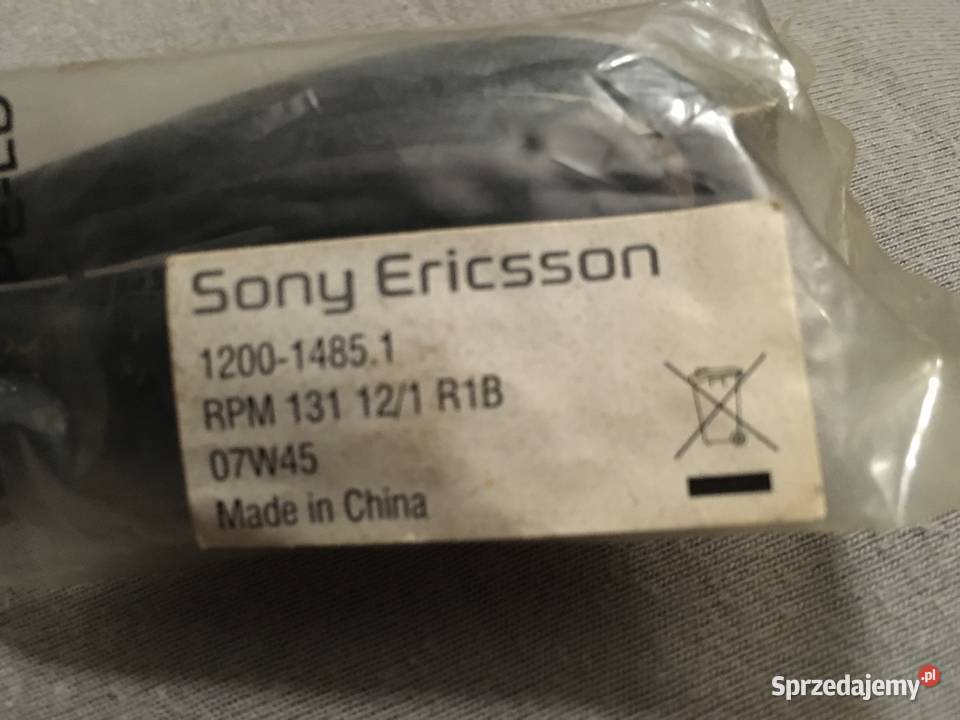 Sony Ericsson
1200-1485.1
RPM 131 12/1 R1B
07W45
Made in China
Sprzedajemy.pl